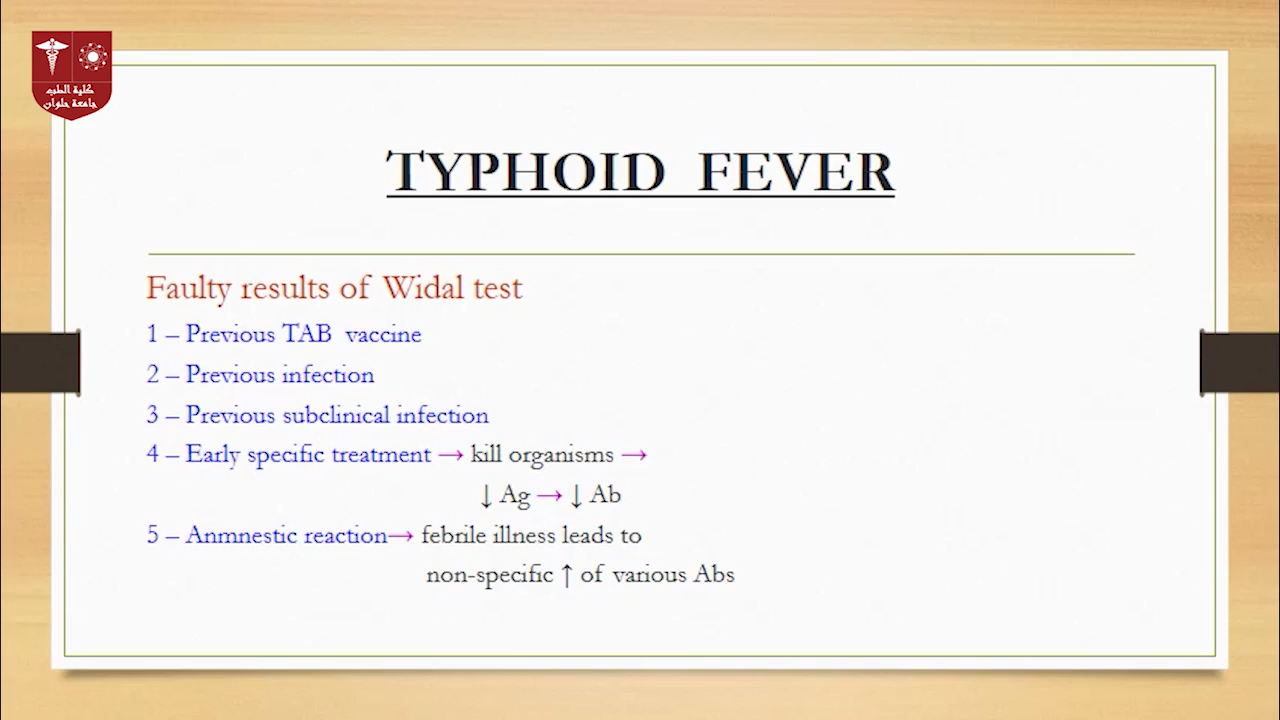 كلية الطب
جامعة حلوان
TYPHOID FEVER
Faulty results of Widal test
1 – Previous TAB vaccine
2 – Previous infection
3 – Previous subclinical infection
4 – Early specific treatment → kill organisms →
↓ Ag → ↓ Ab
5 – Anmnestic reaction→ febrile illness leads to
non-specific ↑ of various Abs